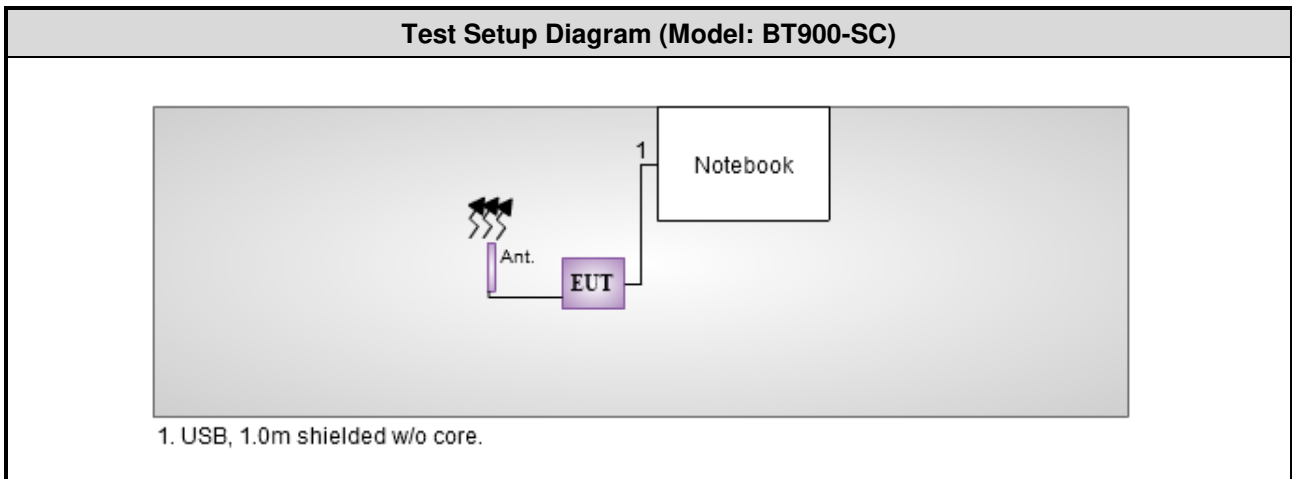 Test Setup Diagram (Model: BT900-SC)
1
Notebook
Ant.
EUT
1. USB, 1.0m shielded w/o core.